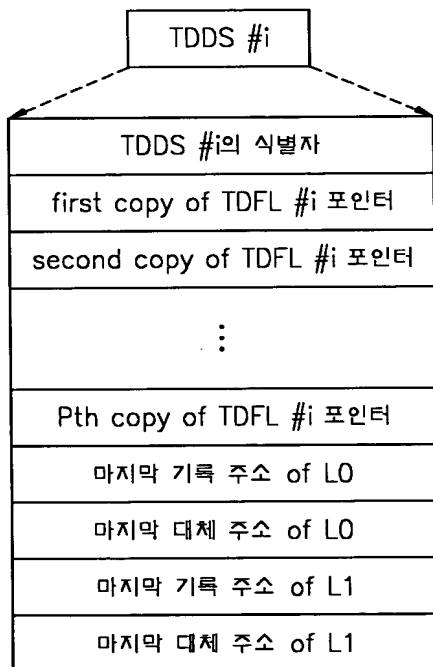 TDDS #i
TDDS #i의 식별자
first copy of TDFL #i 포인터
second copy of TDFL #i 포인터
⋮
Pth copy of TDFL #i 포인터
마지막 기록 주소 of L0
마지막 대체 주소 of L0
마지막 기록 주소 of L1
마지막 대체 주소 of L1